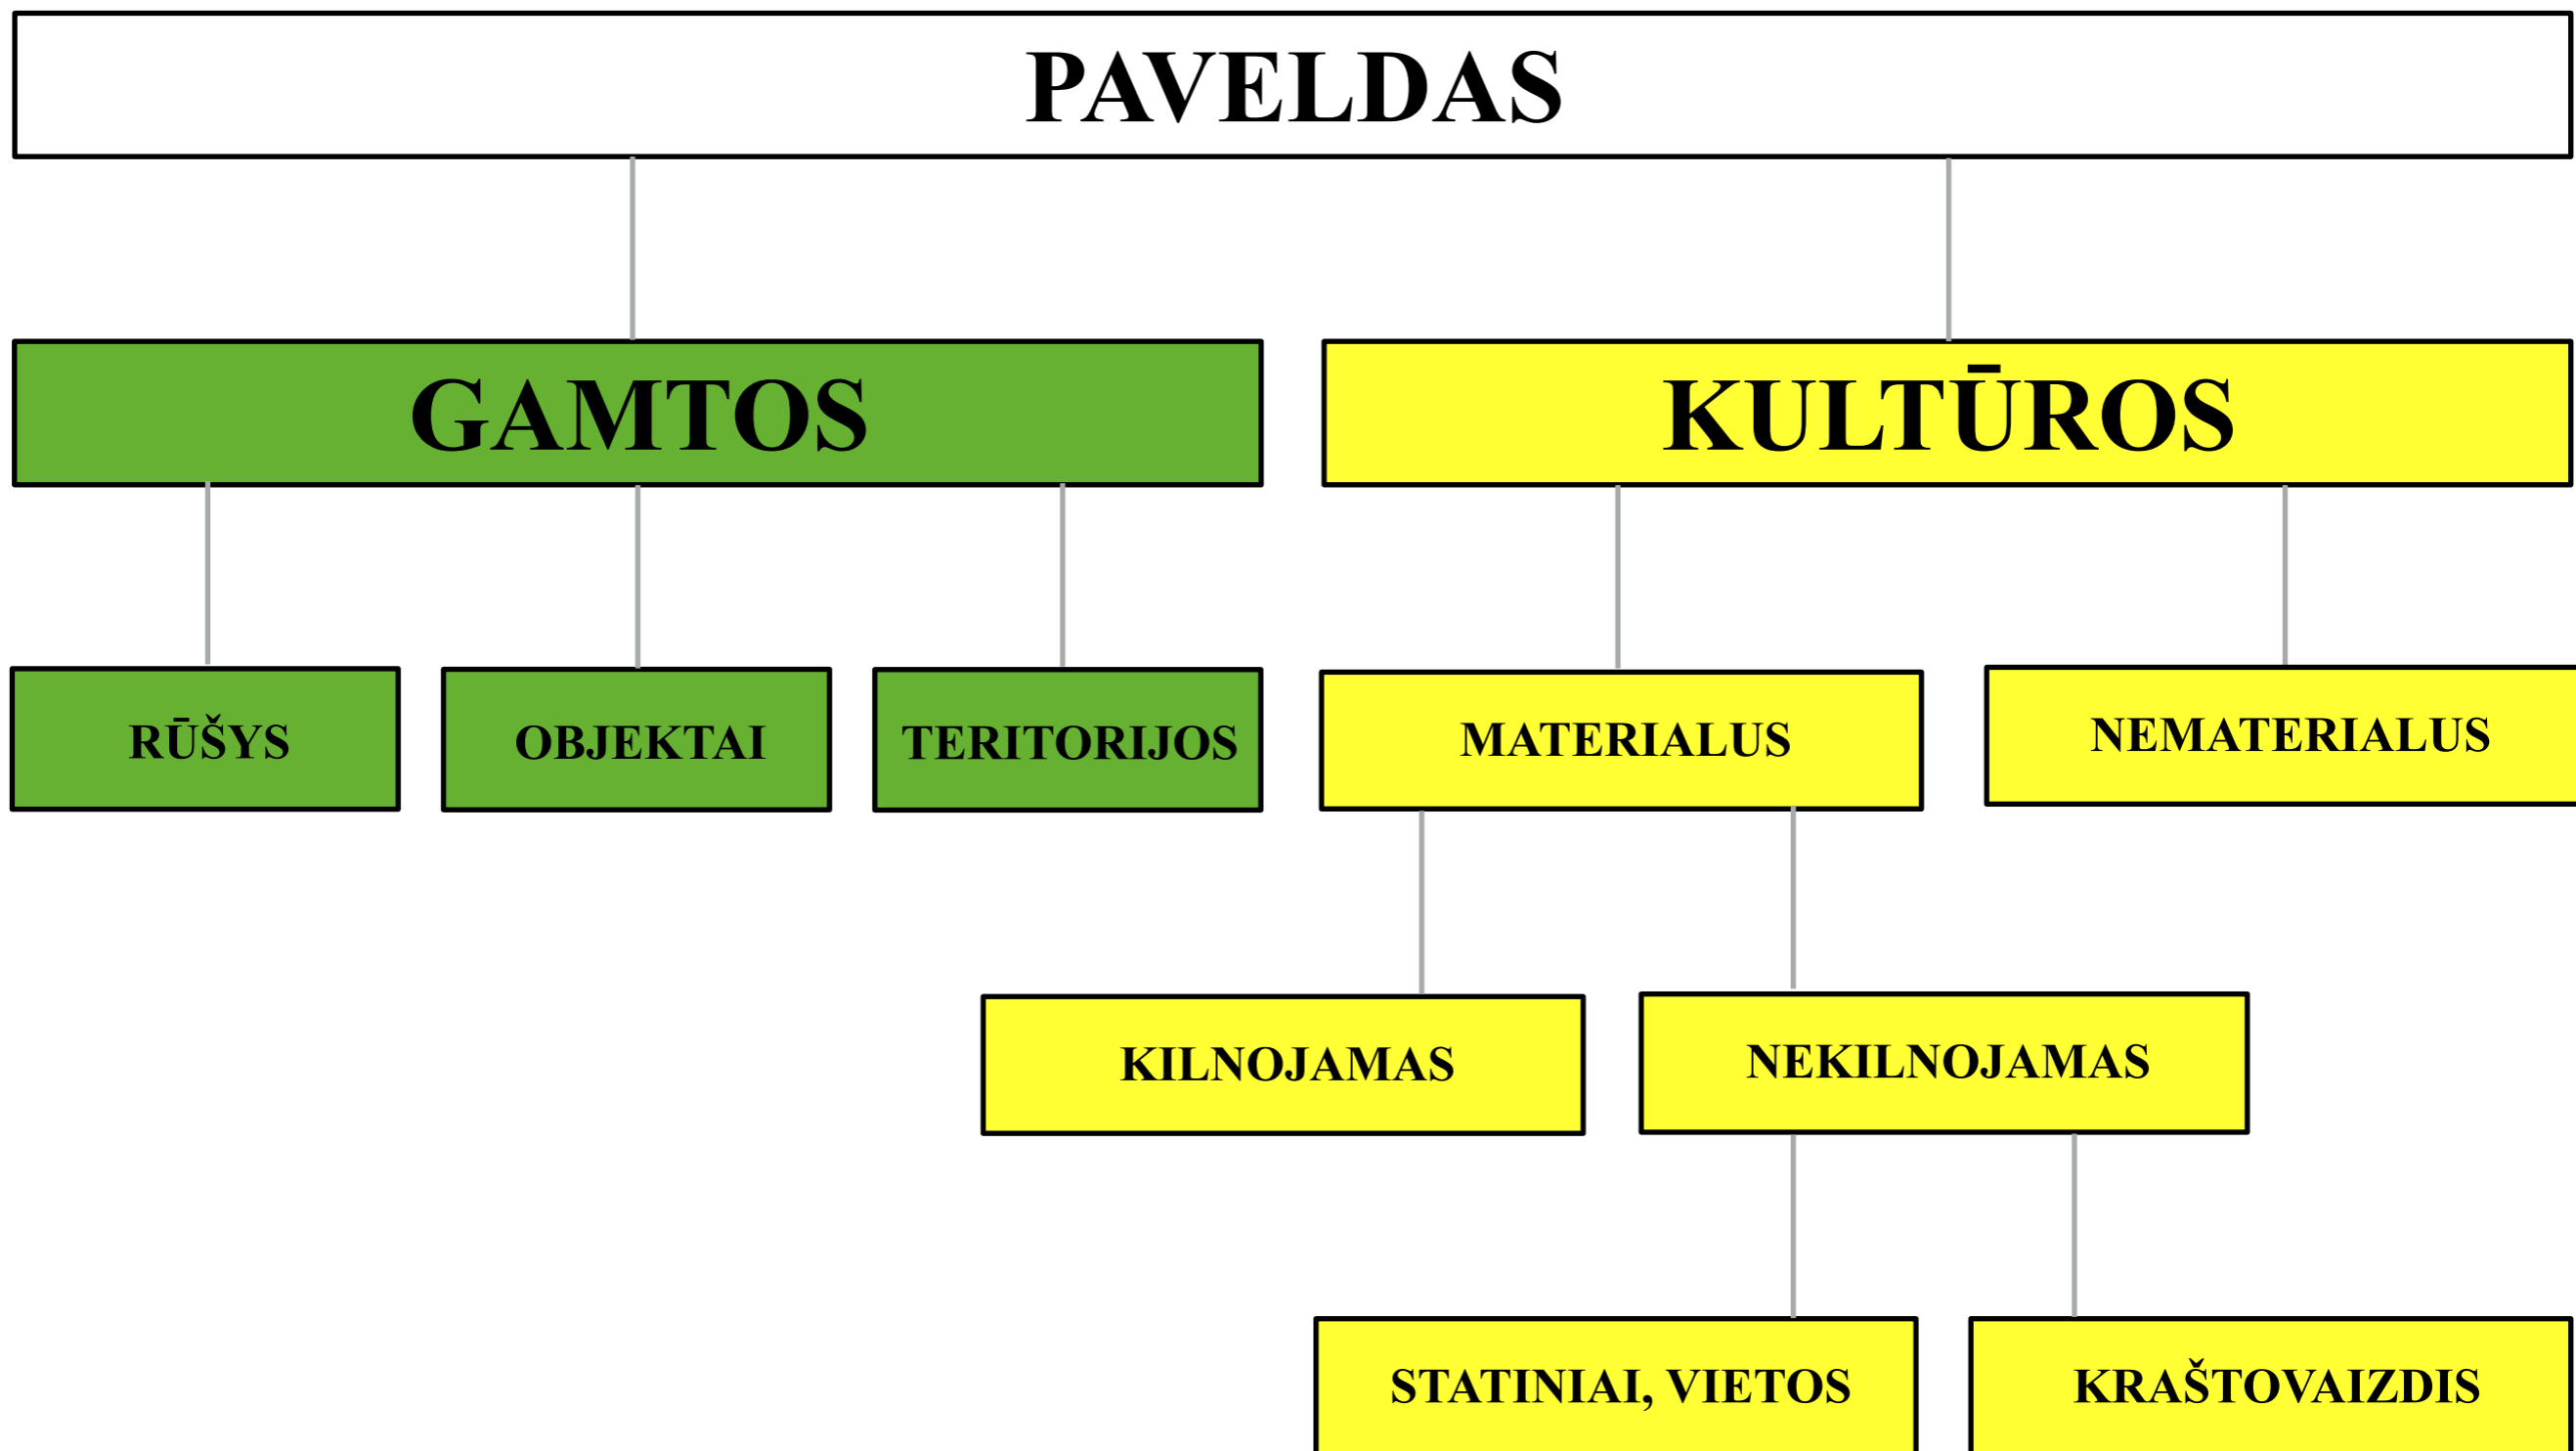 PAVELDAS
GAMTOS
KULTŪROS
RŪŠYS
OBJEKTAI
TERITORIJOS
MATERIALUS
NEMATERIALUS
KILNOJAMAS
NEKILNOJAMAS
STATINIAI, VIETOS
KRAŠTOVAIZDIS